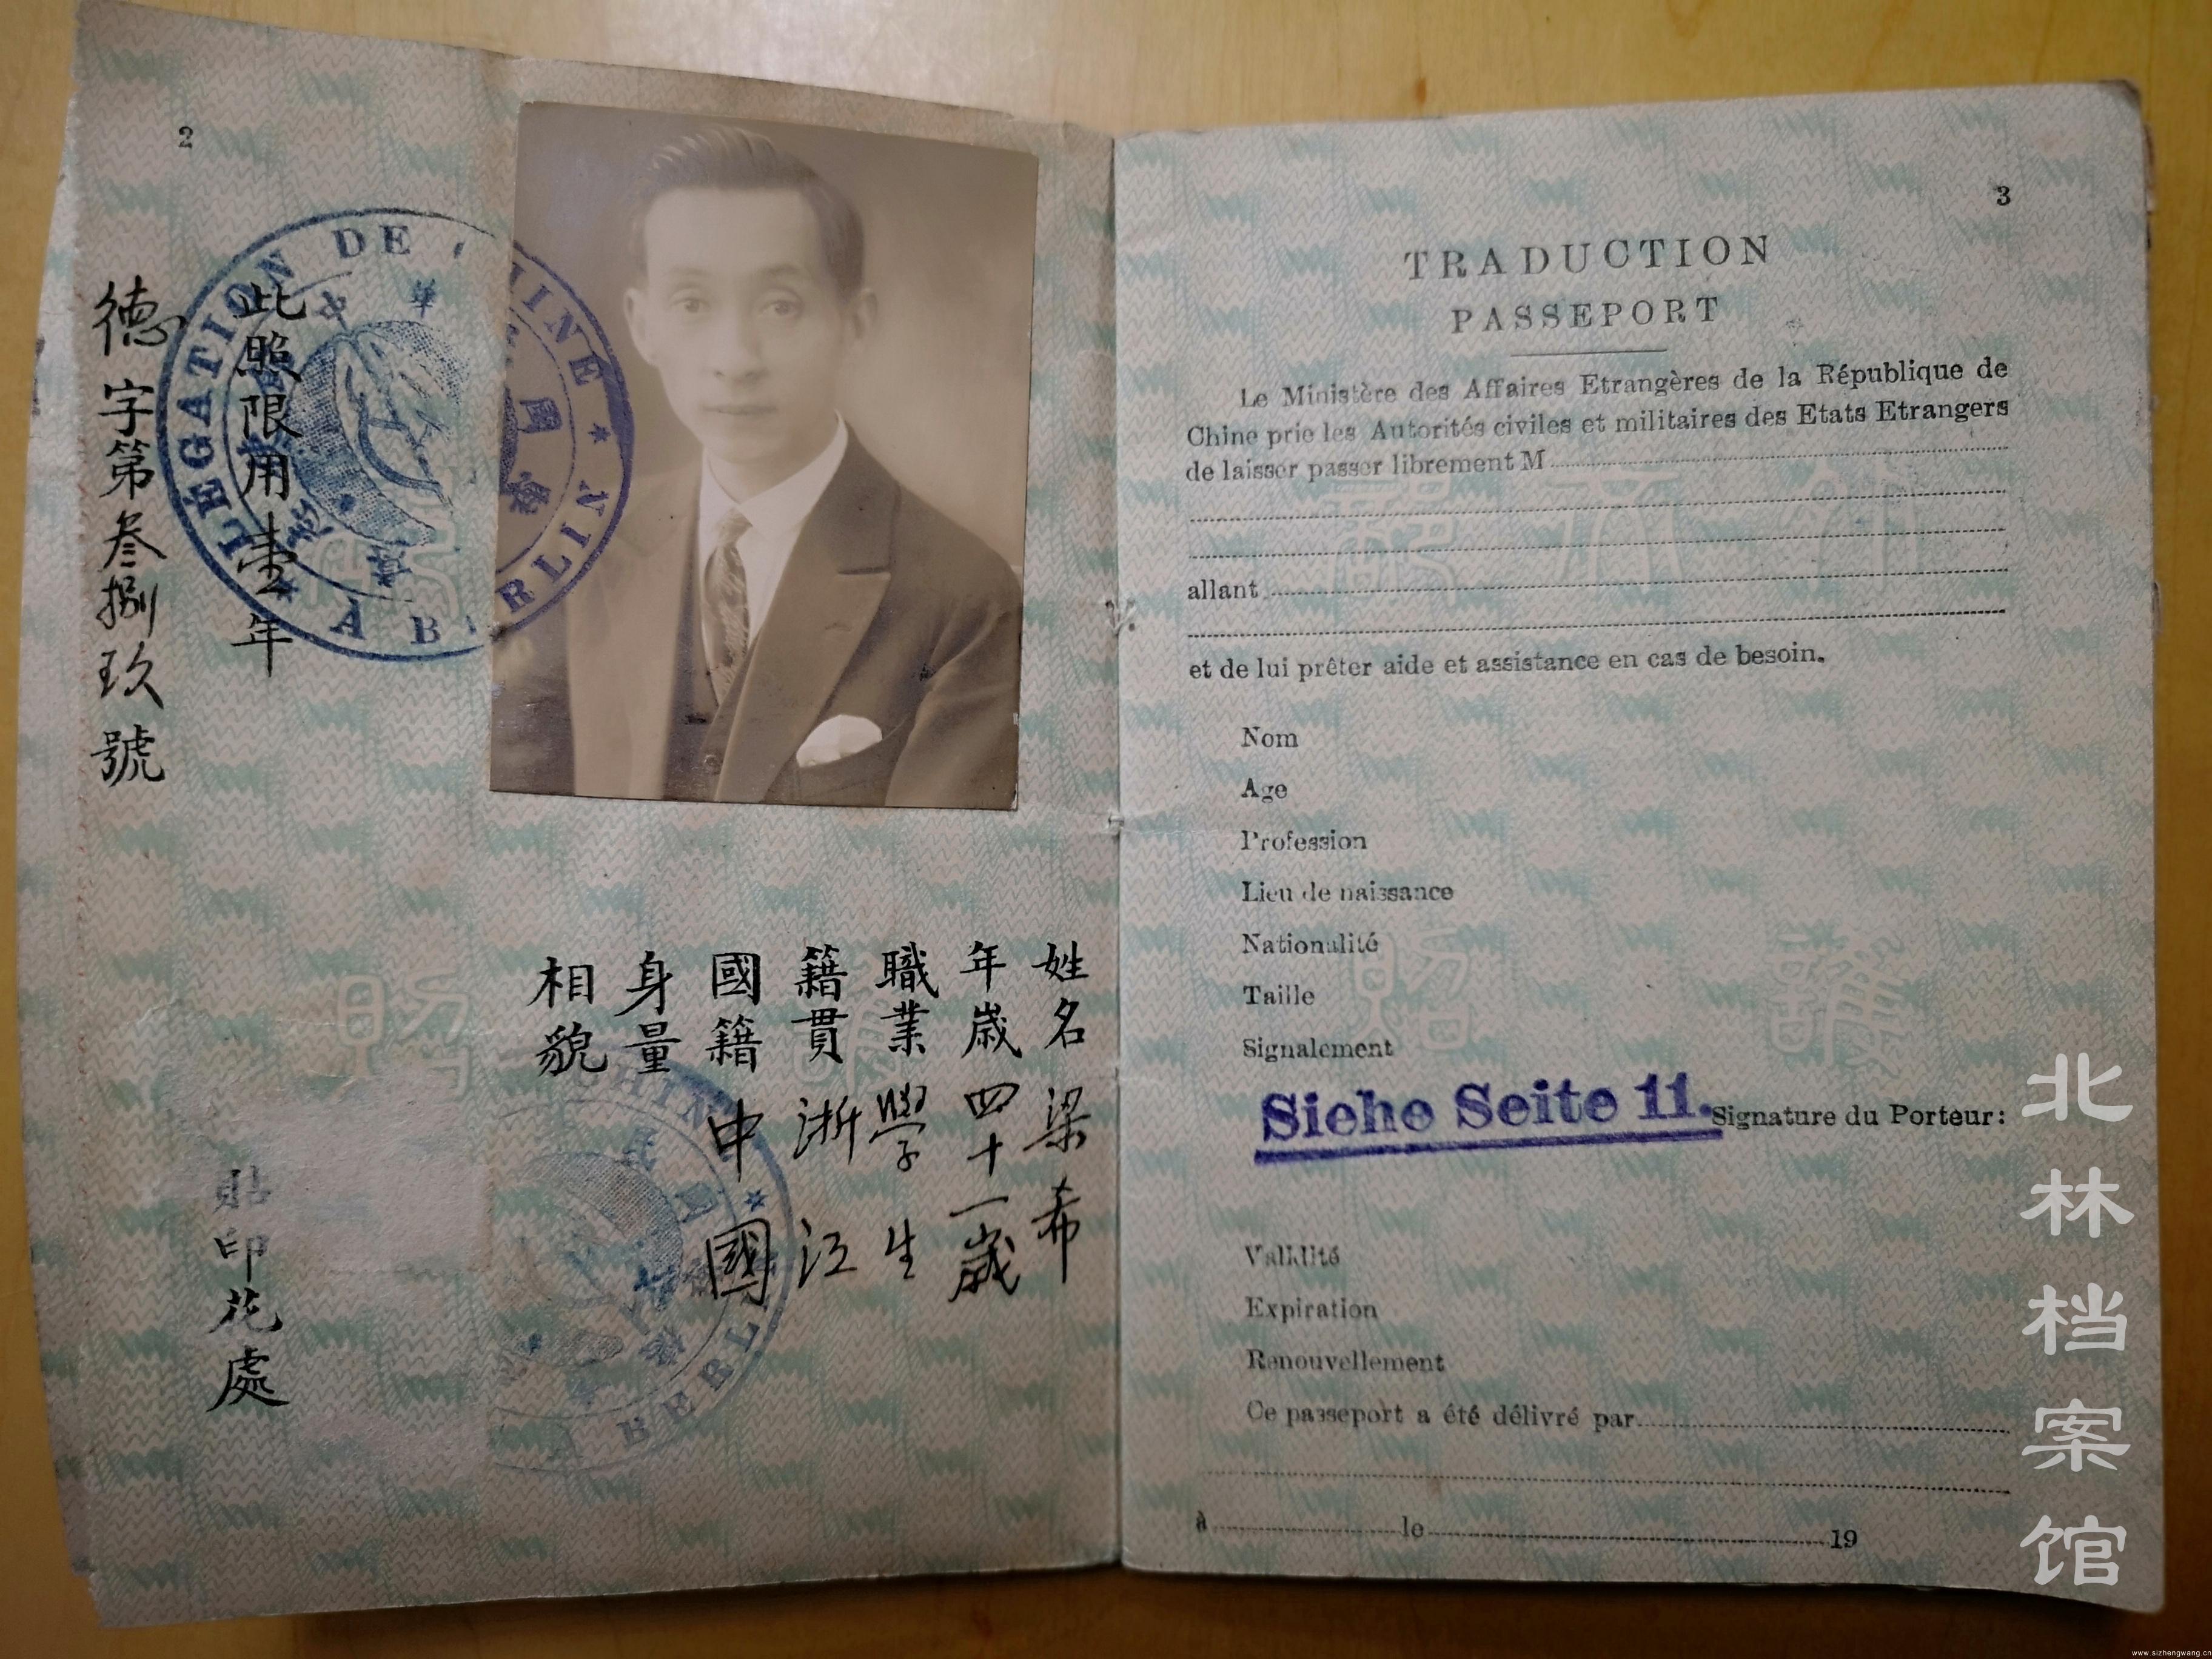 2
德字第叁捌玖號
此照限用壹年
LEGATION DE CHINE
A BERLIN
姓名 梁希
年歲 四十一歲
職業 學生
籍貫 浙江
國籍 中國
身量
相貌
貼印花處
CHINE
A BERL
3
TRADUCTION
PASSEPORT
Le Ministère des Affaires Etrangères de la République de
Chine prie les Autorités civiles et militaires des Etats Etrangers
de laisser passer librement M
allant
et de lui prêter aide et assistance en cas de besoin.
Nom
Age
Profession
Lieu de naissance
Nationalité
Taille
Signalement
Siehe Seite 11.
Signature du Porteur:
Validité
Expiration
Renouvellement
Ce passeport a été délivré par
à le 19
北林档案馆
www.sizhengwang.cn